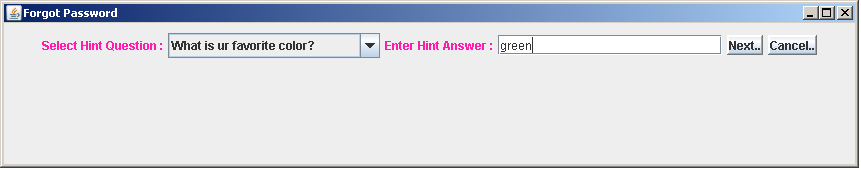 Forgot Password
Select Hint Question : What is ur favorite color? Enter Hint Answer : green Next.. Cancel..